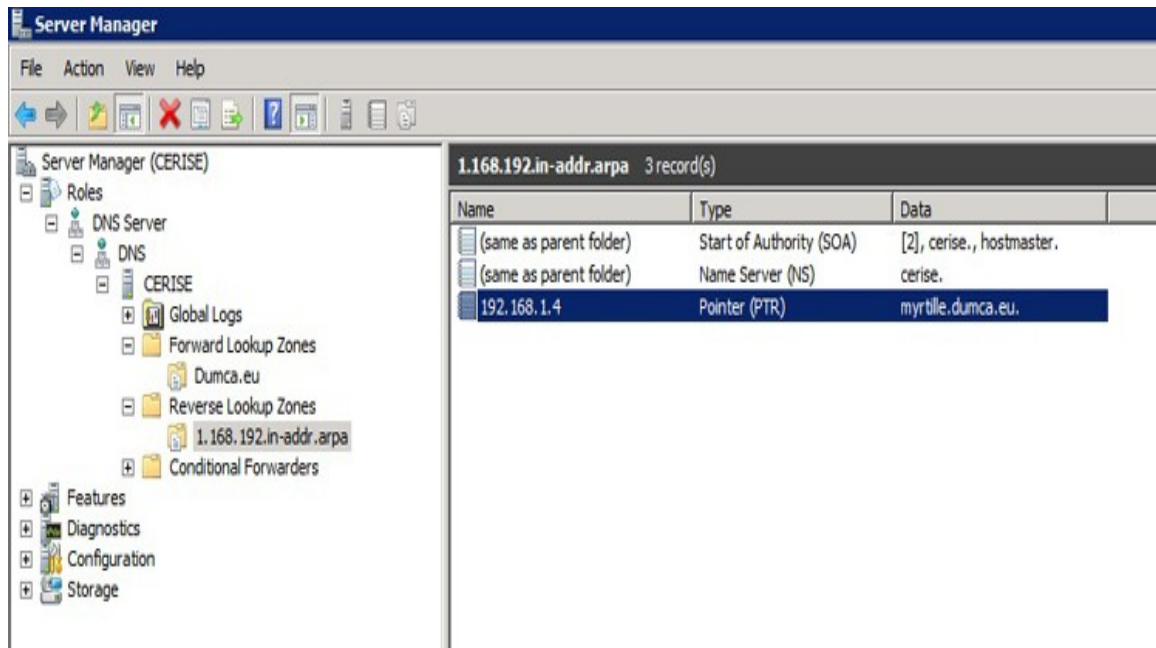 Server Manager
File Action View Help
Server Manager (CERISE)
Roles
DNS Server
DNS
CERISE
Global Logs
Forward Lookup Zones
Dumca.eu
Reverse Lookup Zones
1.168.192.in-addr.arpa
Conditional Forwarders
Features
Diagnostics
Configuration
Storage
1.168.192.in-addr.arpa 3 record(s)
Name Type Data
(same as parent folder) Start of Authority (SOA) [2], cerise., hostmaster.
(same as parent folder) Name Server (NS) cerise.
192.168.1.4 Pointer (PTR) myrtille.dumca.eu.